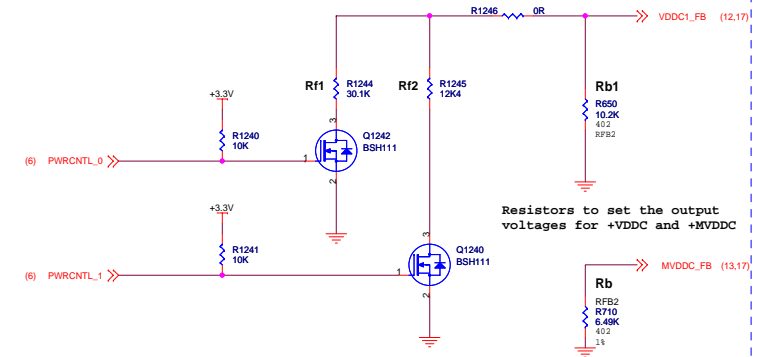 R1246 0R
VDDC1_FB (12,17)
Rf1
R1244
30.1K
Rf2
R1245
12K4
Rb1
R650
10.2K
402
RFB2
+3.3V
R1240
10K
3
Q1242
BSH111
1
2
(6) PWRCNTL_0
Resistors to set the output
voltages for +VDDC and +MVDDC
+3.3V
R1241
10K
3
Q1240
BSH111
1
2
(6) PWRCNTL_1
MVDDC_FB (13,17)
Rb
RFB2
R710
6.49K
402
1%